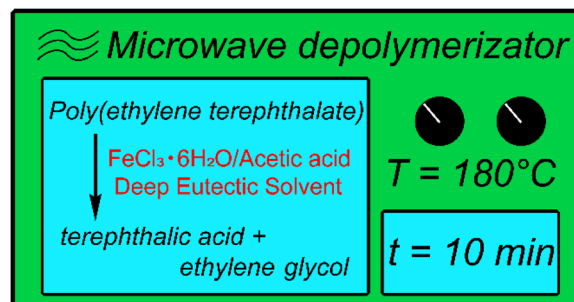 Microwave depolymerizator
Poly(ethylene terephthalate)
FeCl₃•6H₂O/Acetic acid
Deep Eutectic Solvent
terephthalic acid +
ethylene glycol
T = 180°C
t = 10 min